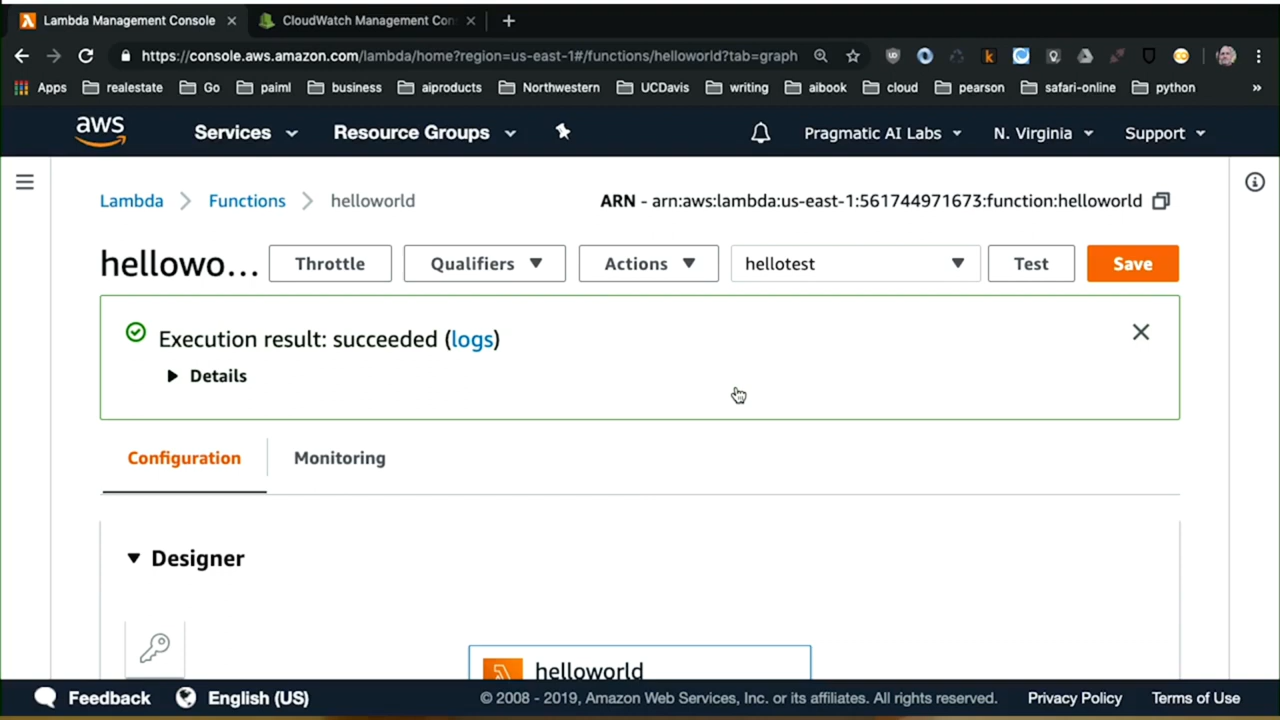 Lambda Management Console
CloudWatch Management Con
https://console.aws.amazon.com/lambda/home?region=us-east-1#/functions/helloworld?tab=graph
Apps realestate Go paiml business aiproducts Northwestern UCDavis writing aibook cloud pearson safari-online python »
aws Services Resource Groups Pragmatic AI Labs N. Virginia Support
Lambda Functions helloworld ARN - arn:aws:lambda:us-east-1:561744971673:function:helloworld
hellowo... Throttle Qualifiers Actions hellotest Test Save
Execution result: succeeded (logs)
Details
Configuration Monitoring
Designer
helloworld
Feedback English (US) © 2008 - 2019, Amazon Web Services, Inc. or its affiliates. All rights reserved. Privacy Policy Terms of Use